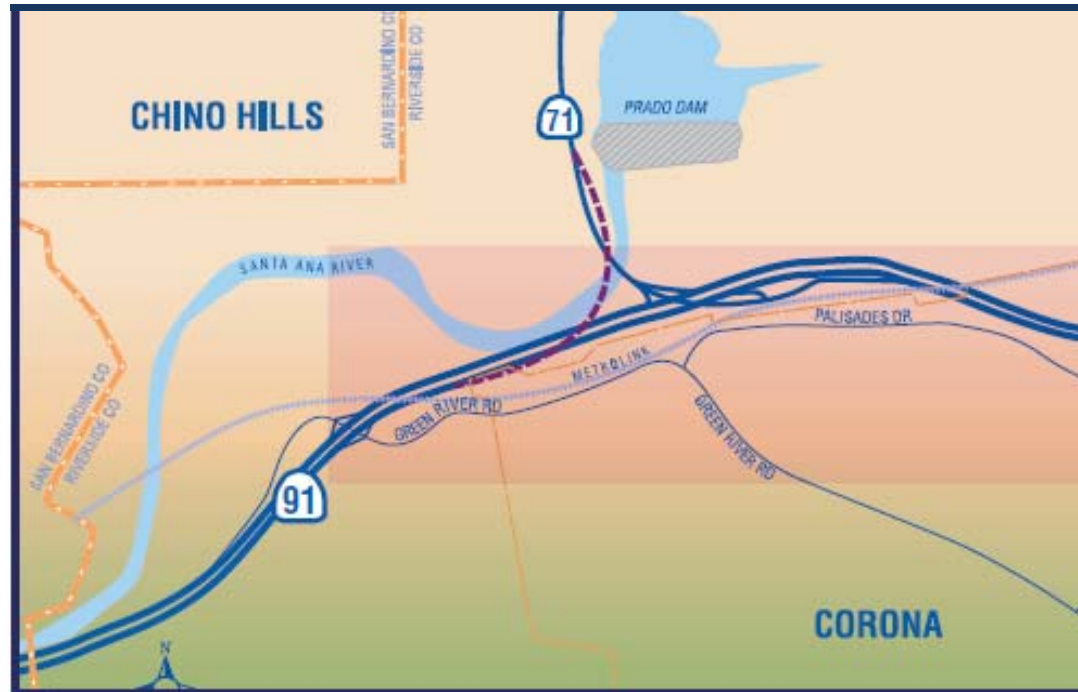 SAN BERNARDINO CO
RIVERSIDE CO
CHINO HILLS
71
PRADO DAM
SANTA ANA RIVER
PALISADES DR
METROLINK
GREEN RIVER RD
GREEN RIVER RD
SAN BERNARDINO CO
RIVERSIDE CO
91
CORONA
N